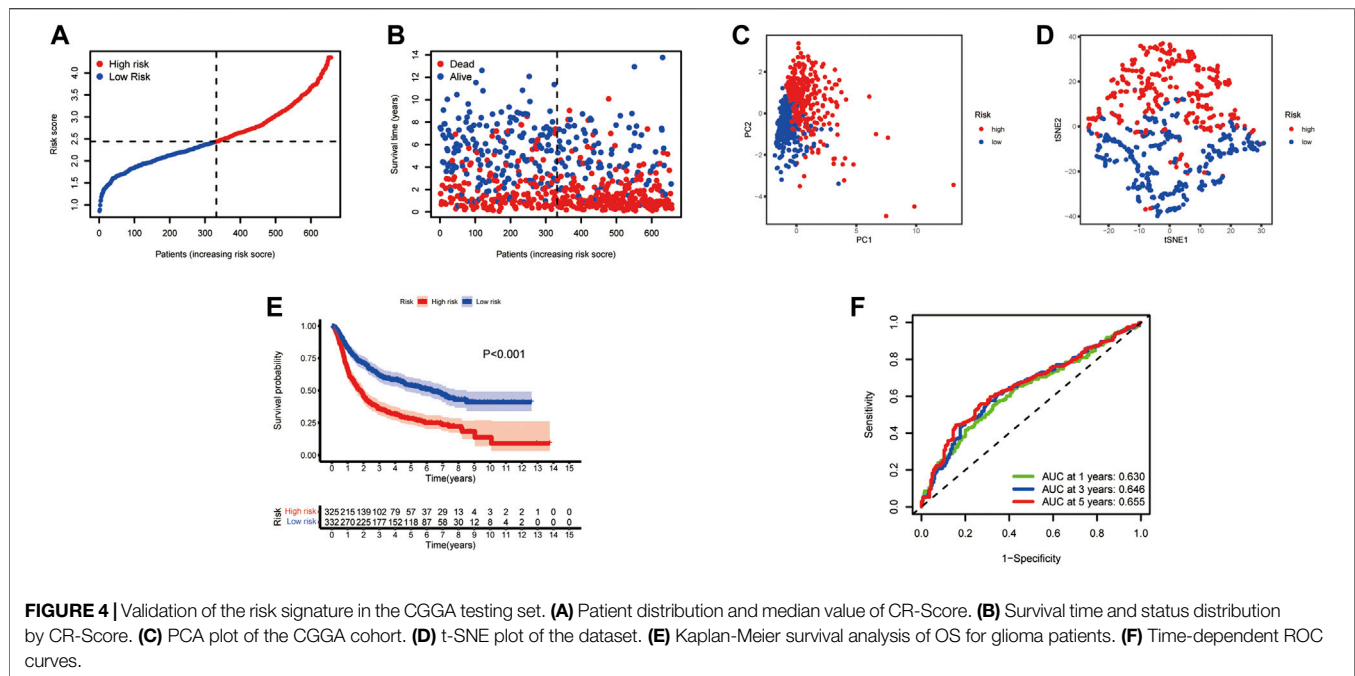 A
High risk
Low Risk
Risk score
4.0
3.5
3.0
2.5
2.0
1.5
1.0
0 100 200 300 400 500 600
Patients (increasing risk socre)
B
Dead
Alive
Survival time (years)
14
12
10
8
6
4
2
0
0 100 200 300 400 500 600
Patients (increasing risk socre)
C
PC2
2
0
−2
−4
0 5 10
PC1
Risk
high
low
D
tSNE2
40
20
0
−20
−40
−20 −10 0 10 20 30
tSNE1
Risk
high
low
E
Risk High risk Low risk
Survival probability
1.00
0.75
0.50
0.25
0.00
P<0.001
0 1 2 3 4 5 6 7 8 9 10 11 12 13 14 15
Time(years)
Risk
High risk 325 215 139 102 79 57 37 29 13 4 3 2 2 1 0 0
Low risk 332 270 225 177 152 118 87 58 30 12 8 4 2 0 0 0
0 1 2 3 4 5 6 7 8 9 10 11 12 13 14 15
Time(years)
F
Sensitivity
1.0
0.8
0.6
0.4
0.2
0.0
AUC at 1 years: 0.630
AUC at 3 years: 0.646
AUC at 5 years: 0.655
0.0 0.2 0.4 0.6 0.8 1.0
1−Specificity
FIGURE 4 | Validation of the risk signature in the CGGA testing set. (A) Patient distribution and median value of CR-Score. (B) Survival time and status distribution
by CR-Score. (C) PCA plot of the CGGA cohort. (D) t-SNE plot of the dataset. (E) Kaplan-Meier survival analysis of OS for glioma patients. (F) Time-dependent ROC
curves.